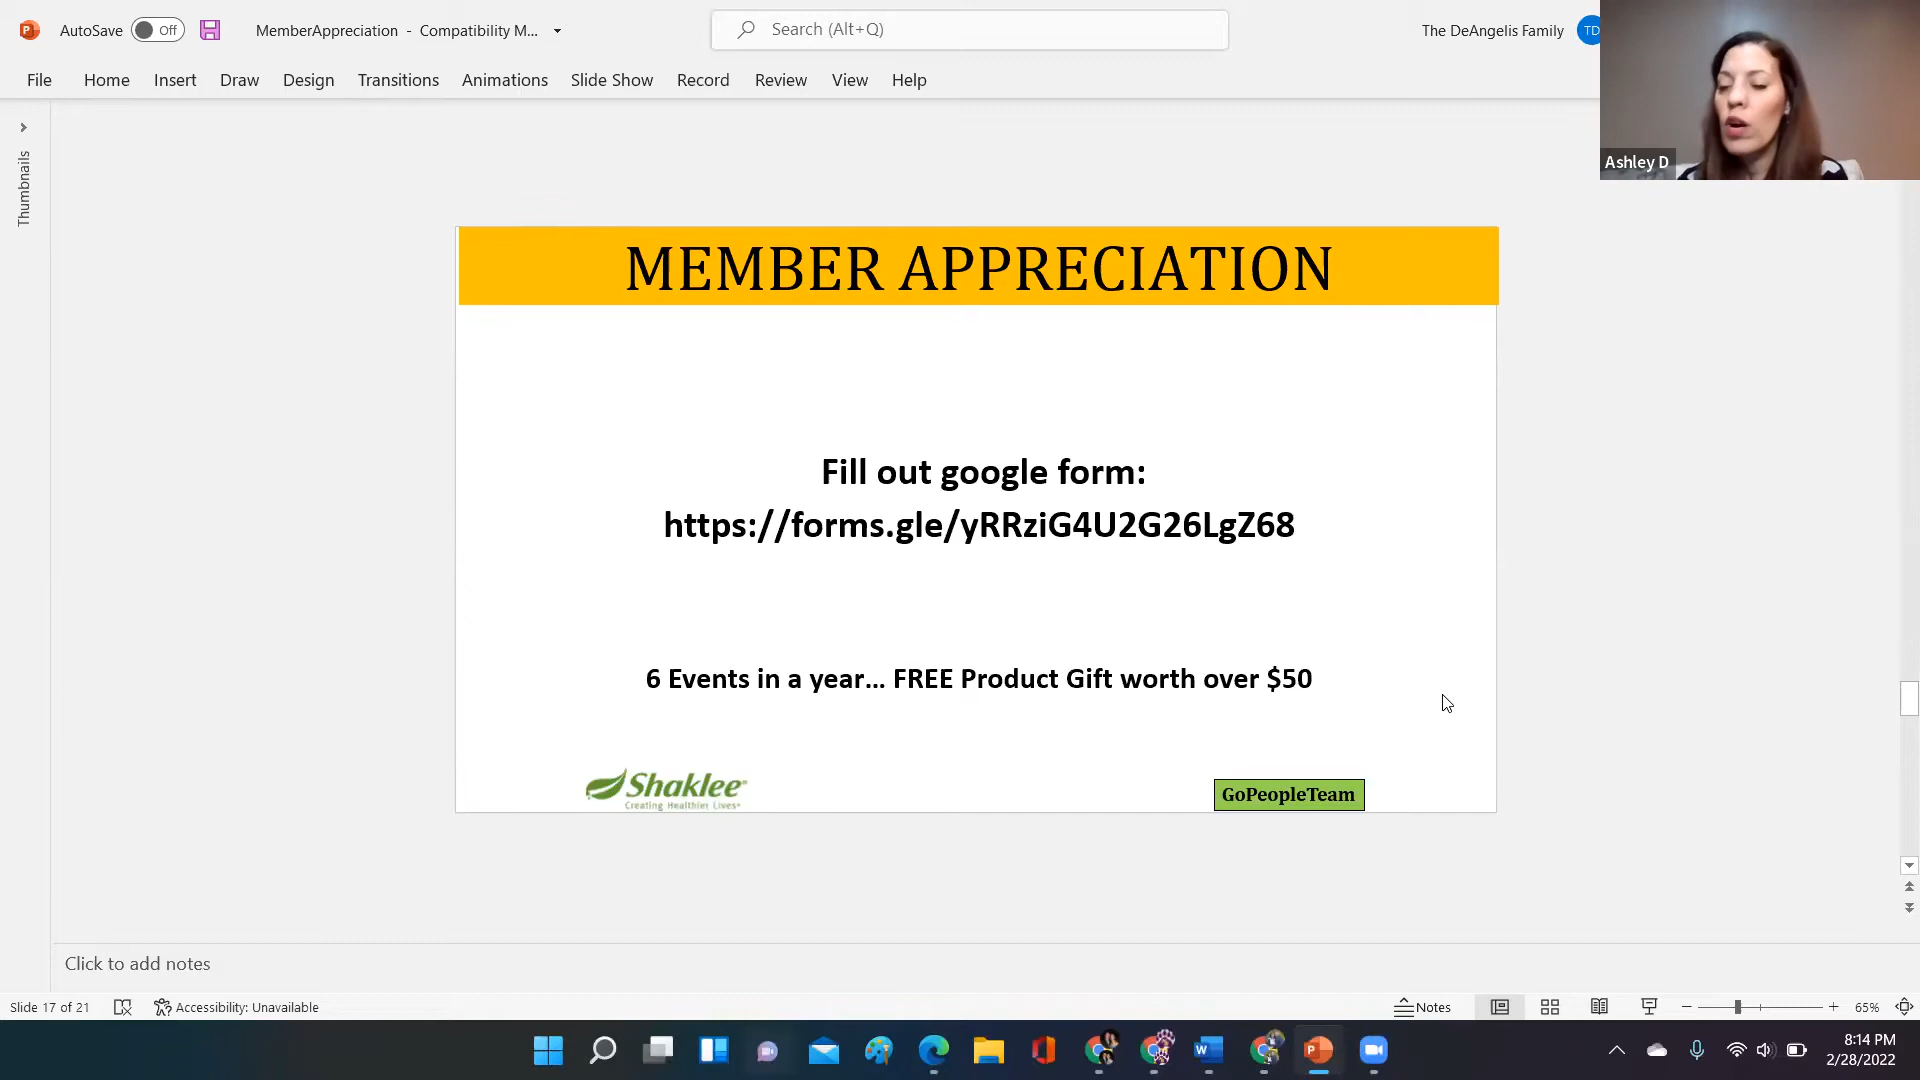 AutoSave Off MemberAppreciation - Compatibility M... Search (Alt+Q) The DeAngelis Family TD
File Home Insert Draw Design Transitions Animations Slide Show Record Review View Help
Ashley D
Thumbnails
MEMBER APPRECIATION
Fill out google form:
https://forms.gle/yRRziG4U2G26LgZ68
6 Events in a year... FREE Product Gift worth over $50
Shaklee
Creating Healthier Lives
GoPeopleTeam
Click to add notes
Slide 17 of 21 Accessibility: Unavailable Notes 65%
8:14 PM
2/28/2022